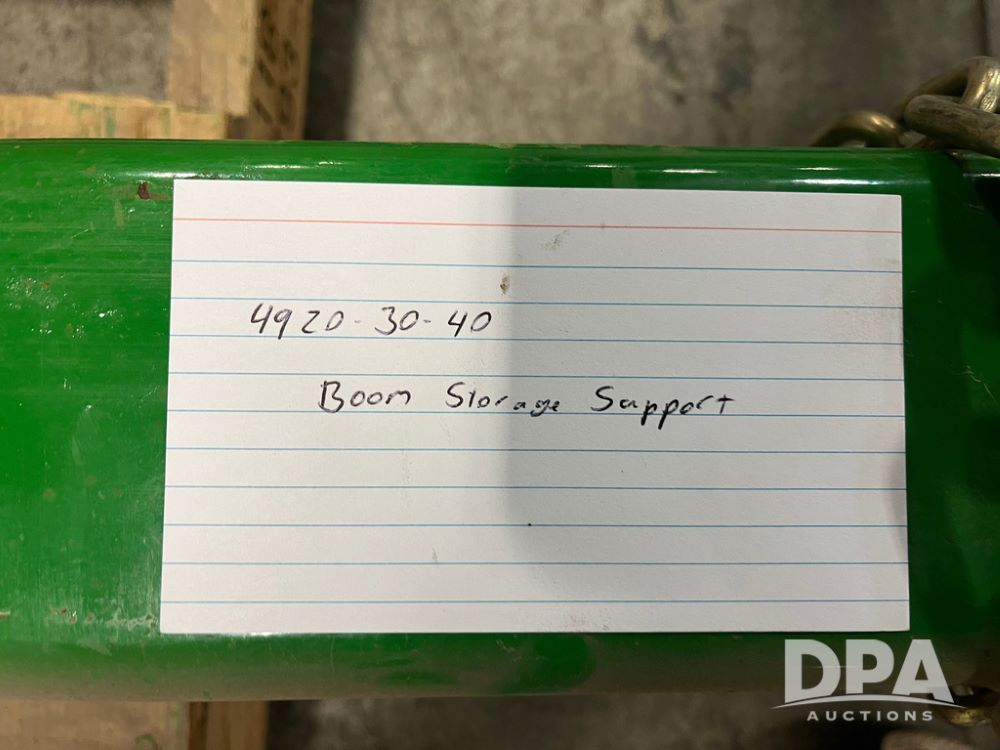 4920-30-40
Boom Storage Support
DPA
AUCTIONS